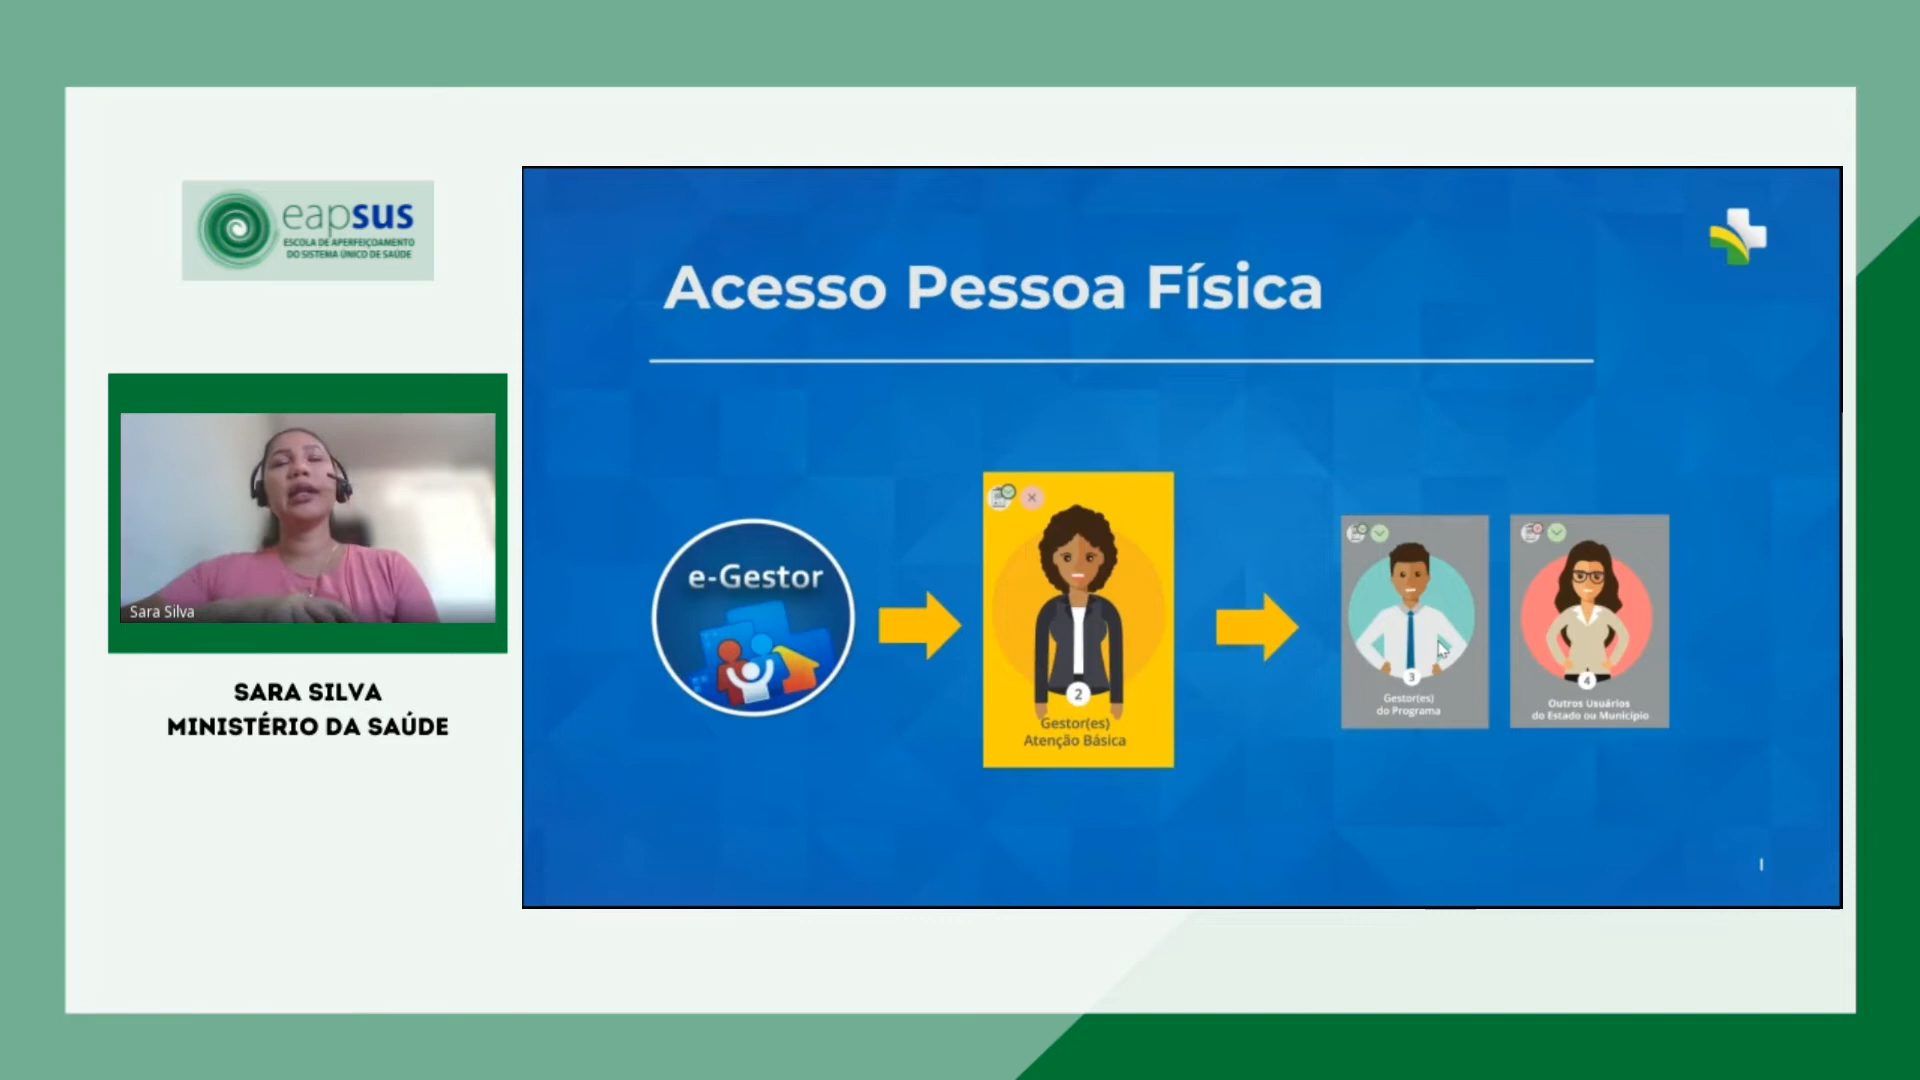 eapsus
ESCOLA DE APERFEIÇOAMENTO
DO SISTEMA ÚNICO DE SAÚDE
Sara Silva
SARA SILVA
MINISTÉRIO DA SAÚDE
Acesso Pessoa Física
e-Gestor
2
Gestor(es)
Atenção Básica
3
Gestor(es)
do Programa
4
Outros Usuários
do Estado ou Município